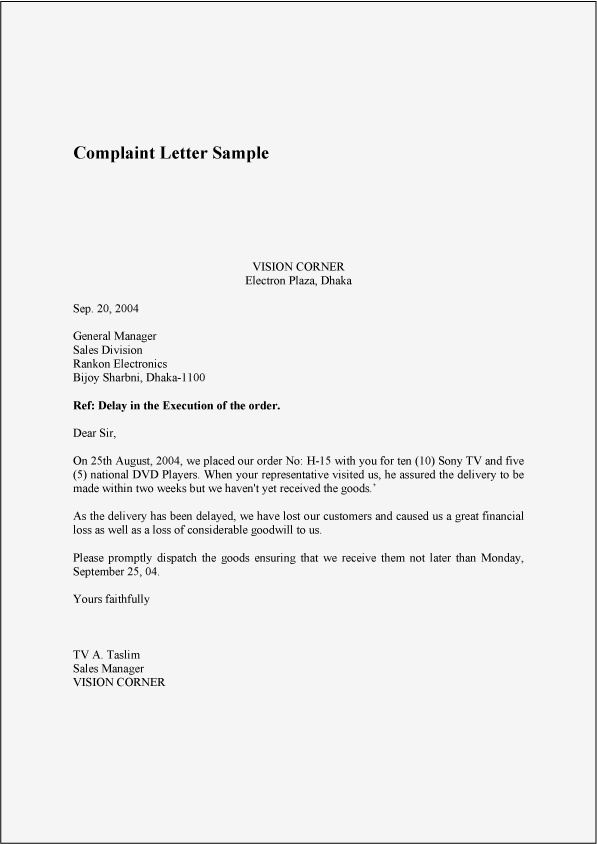 Complaint Letter Sample
VISION CORNER
Electron Plaza, Dhaka
Sep. 20, 2004
General Manager
Sales Division
Rankon Electronics
Bijoy Sharbni, Dhaka-1100
Ref: Delay in the Execution of the order.
Dear Sir,
On 25th August, 2004, we placed our order No: H-15 with you for ten (10) Sony TV and five
(5) national DVD Players. When your representative visited us, he assured the delivery to be
made within two weeks but we haven't yet received the goods.'
As the delivery has been delayed, we have lost our customers and caused us a great financial
loss as well as a loss of considerable goodwill to us.
Please promptly dispatch the goods ensuring that we receive them not later than Monday,
September 25, 04.
Yours faithfully
TV A. Taslim
Sales Manager
VISION CORNER